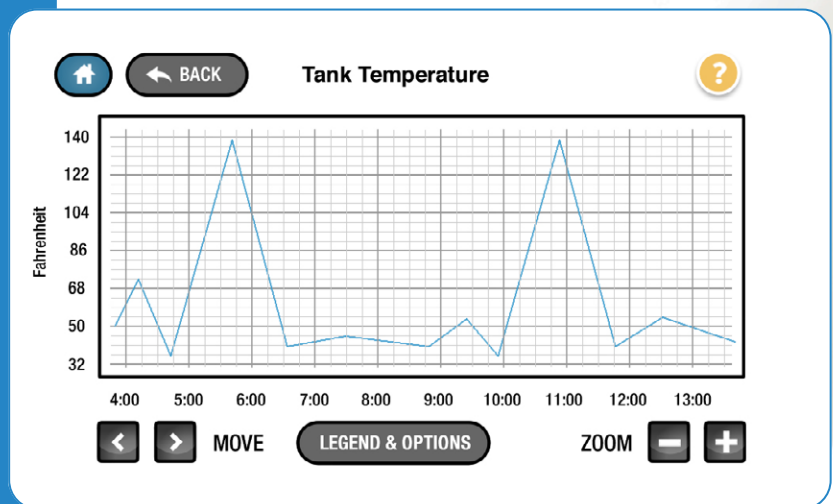 BACK
Tank Temperature
?
Fahrenheit
140
122
104
86
68
50
32
4:00 5:00 6:00 7:00 8:00 9:00 10:00 11:00 12:00 13:00
< > MOVE LEGEND & OPTIONS ZOOM - +